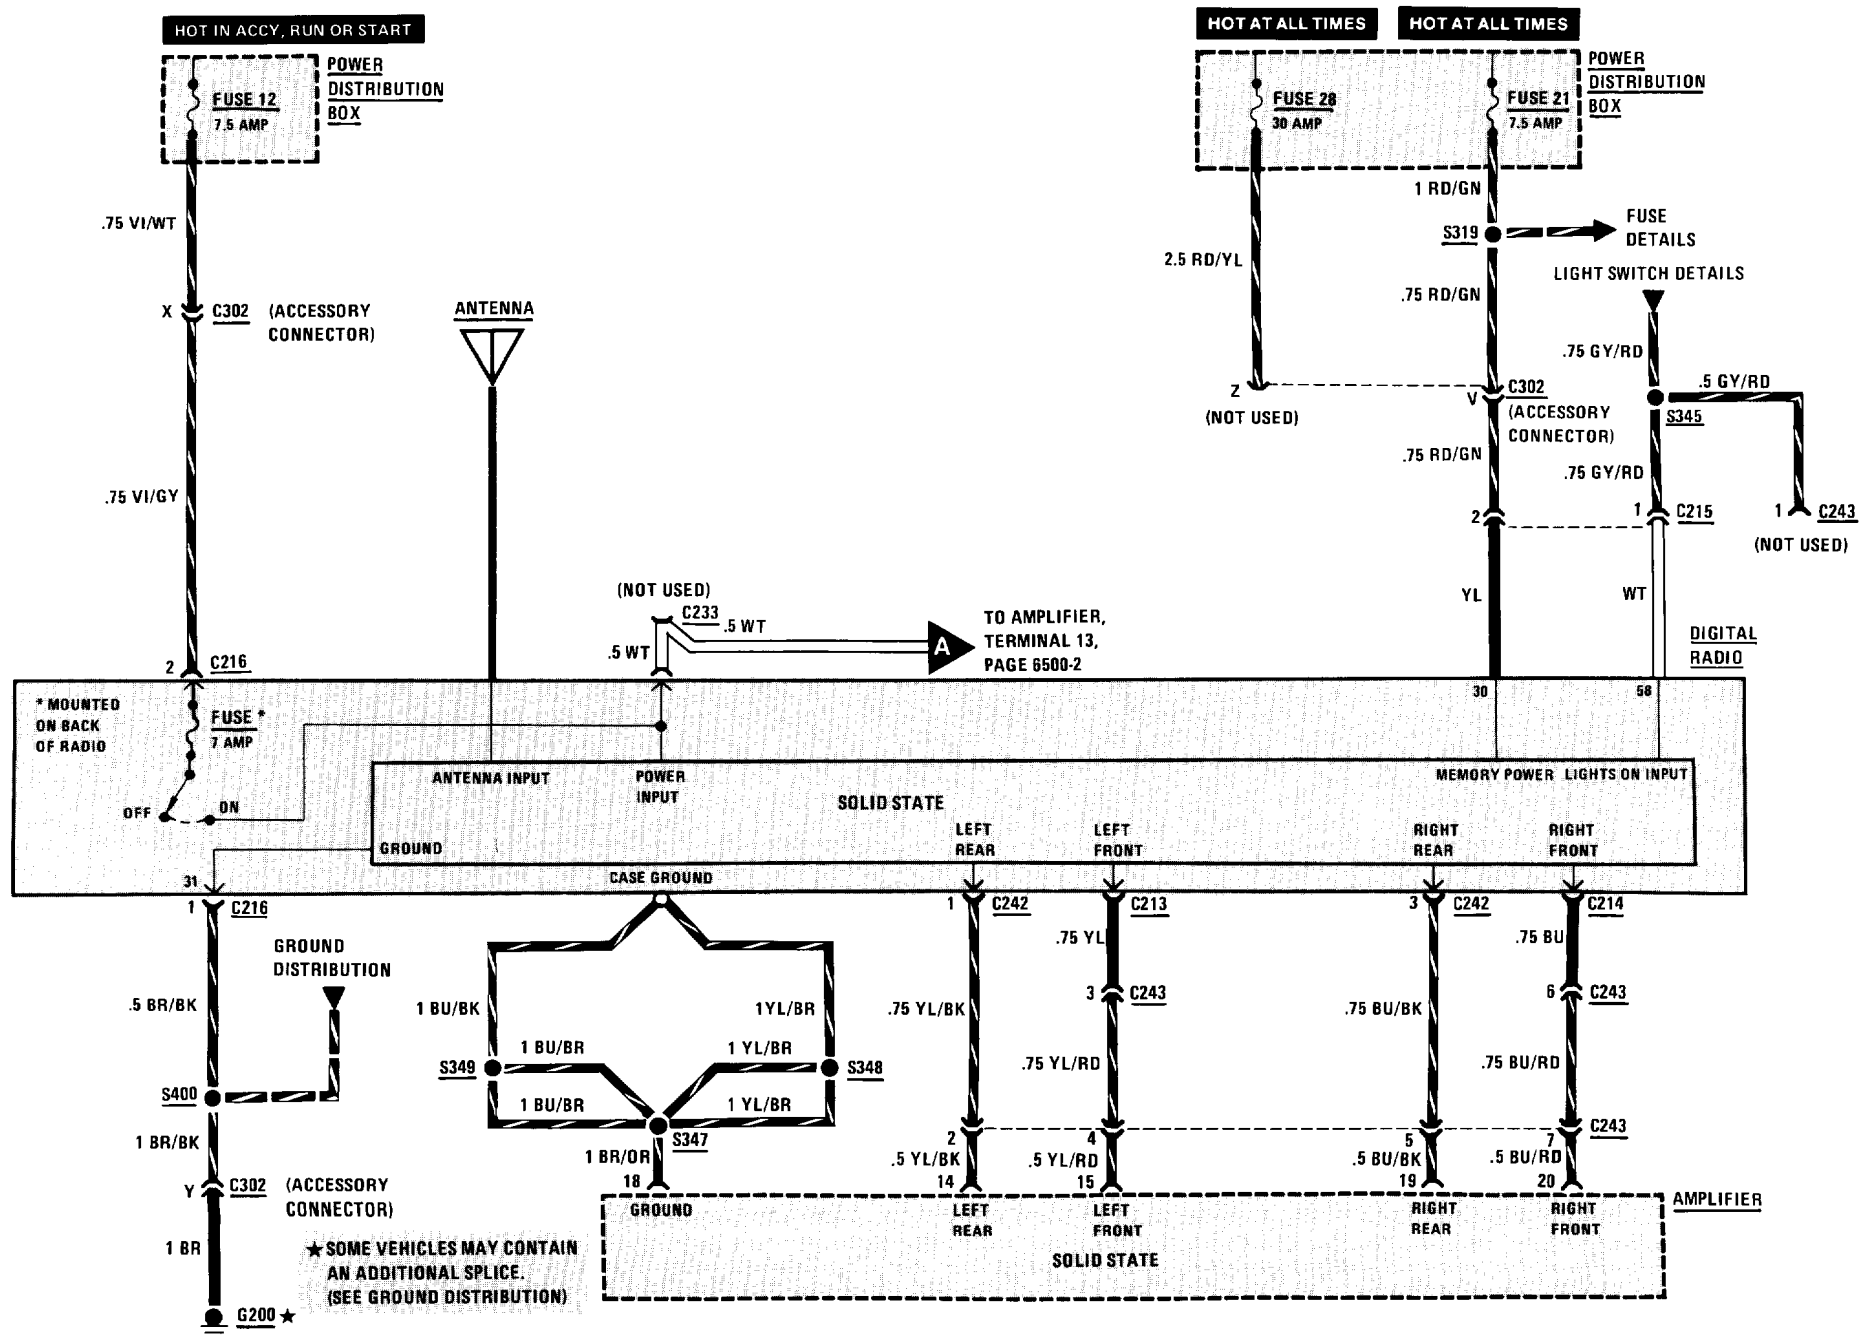 HOT IN ACCY, RUN OR START
HOT AT ALL TIMES
HOT AT ALL TIMES
POWER
DISTRIBUTION
BOX
FUSE 12
7.5 AMP
FUSE 28
30 AMP
FUSE 21
7.5 AMP
POWER
DISTRIBUTION
BOX
.75 VI/WT
1 RD/GN
S319
FUSE
DETAILS
2.5 RD/YL
LIGHT SWITCH DETAILS
.75 RD/GN
X
C302
(ACCESSORY
CONNECTOR)
ANTENNA
.75 GY/RD
.5 GY/RD
Z
(NOT USED)
V
C302
(ACCESSORY
CONNECTOR)
S345
.75 RD/GN
.75 GY/RD
.75 VI/GY
2
1
C215
1
C243
(NOT USED)
(NOT USED)
C233
.5 WT
.5 WT
A
TO AMPLIFIER,
TERMINAL 13,
PAGE 6500-2
YL
WT
DIGITAL
RADIO
2
C216
30
58
* MOUNTED
ON BACK
OF RADIO
FUSE *
7 AMP
OFF
ON
ANTENNA INPUT
POWER
INPUT
MEMORY POWER
LIGHTS ON INPUT
SOLID STATE
LEFT
REAR
LEFT
FRONT
RIGHT
REAR
RIGHT
FRONT
GROUND
31
CASE GROUND
1
C216
1
C242
C213
3
C242
C214
GROUND
DISTRIBUTION
.75 YL
.75 BU
3
C243
6
C243
.5 BR/BK
1 BU/BK
1YL/BR
.75 YL/BK
.75 BU/BK
1 BU/BR
1 YL/BR
S349
S348
.75 YL/RD
.75 BU/RD
S400
1 BU/BR
1 YL/BR
S347
1 BR/BK
1 BR/OR
2
4
5
7
C243
.5 YL/BK
.5 YL/RD
.5 BU/BK
.5 BU/RD
Y
C302
(ACCESSORY
CONNECTOR)
18
14
15
19
20
AMPLIFIER
GROUND
LEFT
REAR
LEFT
FRONT
RIGHT
REAR
RIGHT
FRONT
SOLID STATE
1 BR
★SOME VEHICLES MAY CONTAIN
AN ADDITIONAL SPLICE.
(SEE GROUND DISTRIBUTION)
G200★